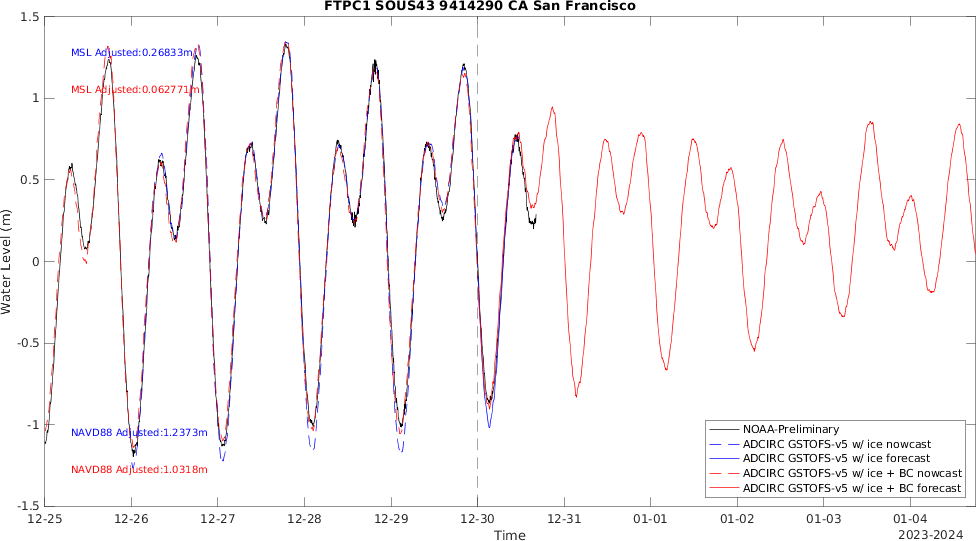 FTPC1 SOUS43 9414290 CA San Francisco
1.5
1
0.5
0
-0.5
-1
-1.5
Water Level (m)
MSL Adjusted:0.26833m
MSL Adjusted:0.062771m
NAVD88 Adjusted:1.2373m
NAVD88 Adjusted:1.0318m
NOAA-Preliminary
ADCIRC GSTOFS-v5 w/ ice nowcast
ADCIRC GSTOFS-v5 w/ ice forecast
ADCIRC GSTOFS-v5 w/ ice + BC nowcast
ADCIRC GSTOFS-v5 w/ ice + BC forecast
12-25 12-26 12-27 12-28 12-29 12-30 12-31 01-01 01-02 01-03 01-04
Time
2023-2024